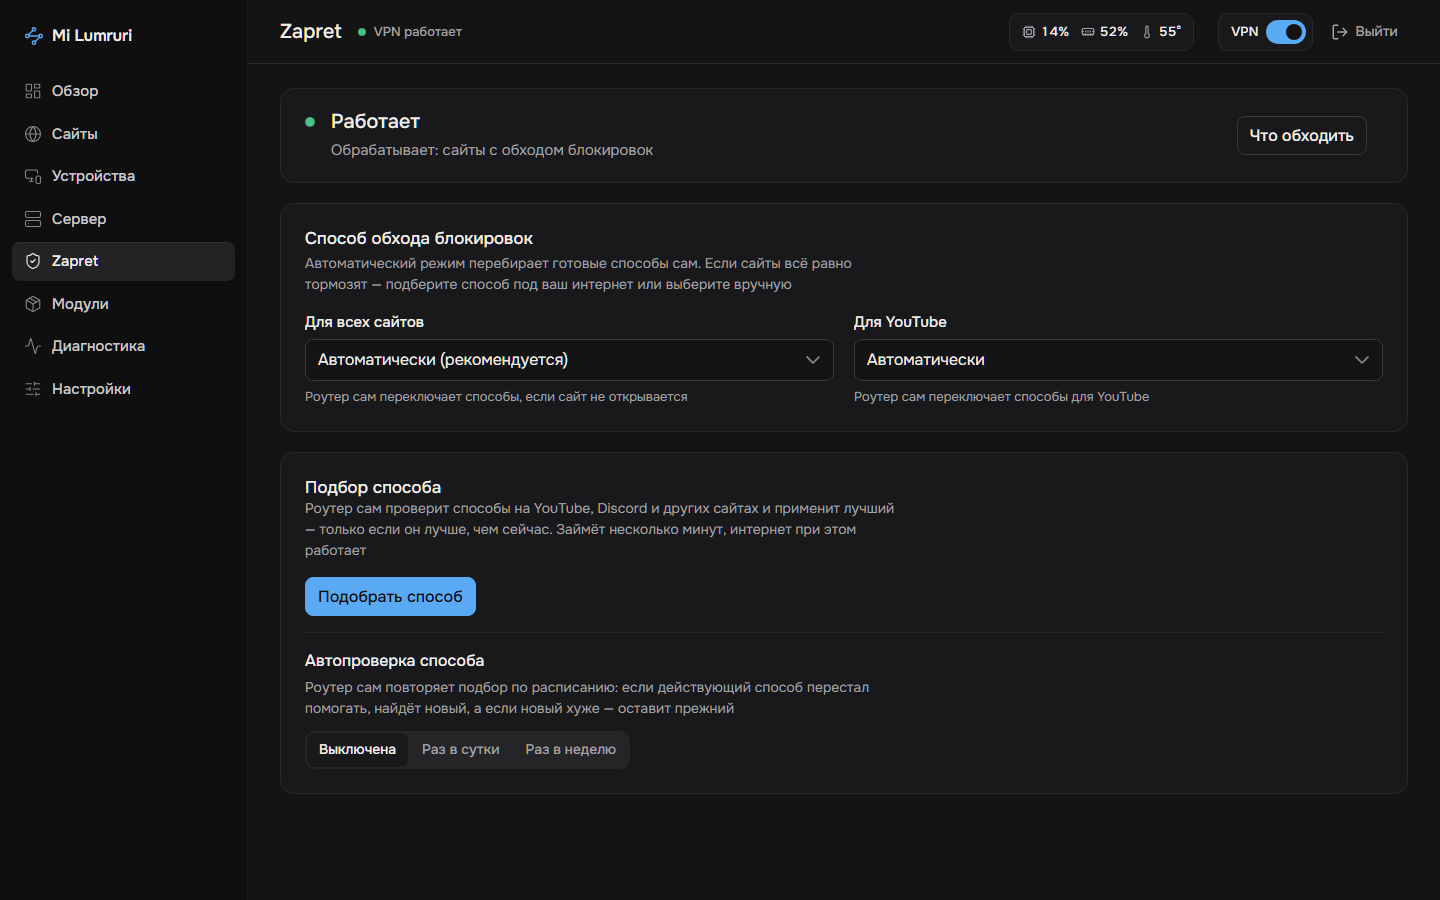 Mi Lumruri
Обзор
Сайты
Устройства
Сервер
Zapret
Модули
Диагностика
Настройки
Zapret
VPN работает
14%
52%
55°
VPN
Выйти
Работает
Обрабатывает: сайты с обходом блокировок
Что обходить
Способ обхода блокировок
Автоматический режим перебирает готовые способы сам. Если сайты всё равно
тормозят — подберите способ под ваш интернет или выберите вручную
Для всех сайтов
Автоматически (рекомендуется)
Роутер сам переключает способы, если сайт не открывается
Для YouTube
Автоматически
Роутер сам переключает способы для YouTube
Подбор способа
Роутер сам проверит способы на YouTube, Discord и других сайтах и применит лучший
— только если он лучше, чем сейчас. Займёт несколько минут, интернет при этом
работает
Подобрать способ
Автопроверка способа
Роутер сам повторяет подбор по расписанию: если действующий способ перестал
помогать, найдёт новый, а если новый хуже — оставит прежний
Выключена
Раз в сутки
Раз в неделю